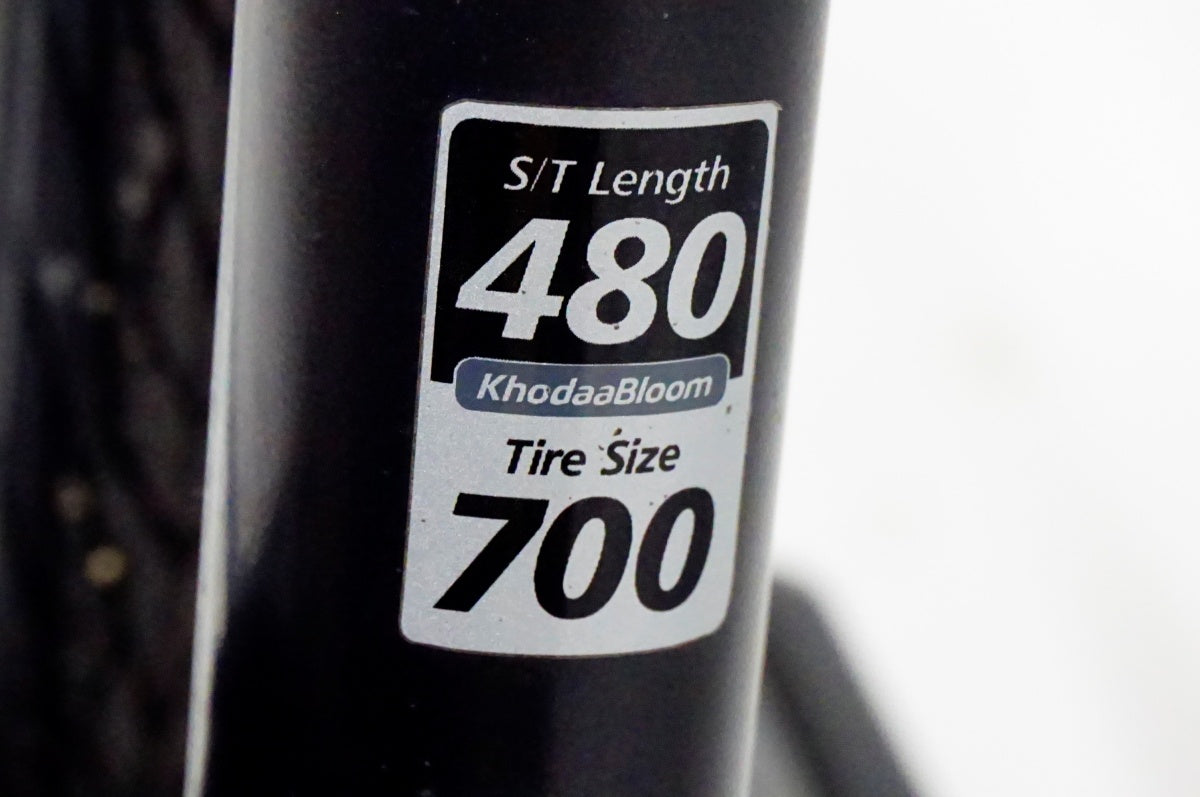 S/T Length
480
KhodaaBloom
Tire Size
700